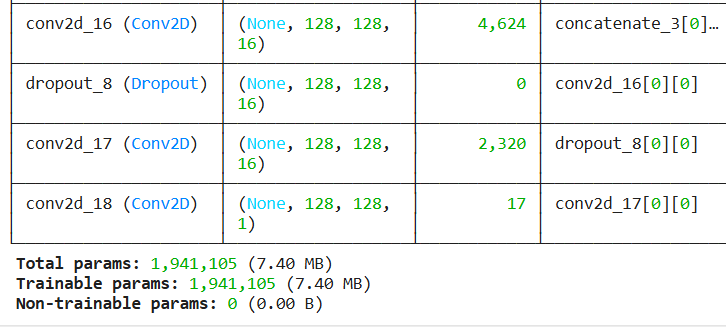 conv2d_16 (Conv2D) (None, 128, 128, 4,624 concatenate_3[0]…
16)
dropout_8 (Dropout) (None, 128, 128, 0 conv2d_16[0][0]
16)
conv2d_17 (Conv2D) (None, 128, 128, 2,320 dropout_8[0][0]
16)
conv2d_18 (Conv2D) (None, 128, 128, 17 conv2d_17[0][0]
1)
Total params: 1,941,105 (7.40 MB)
Trainable params: 1,941,105 (7.40 MB)
Non-trainable params: 0 (0.00 B)